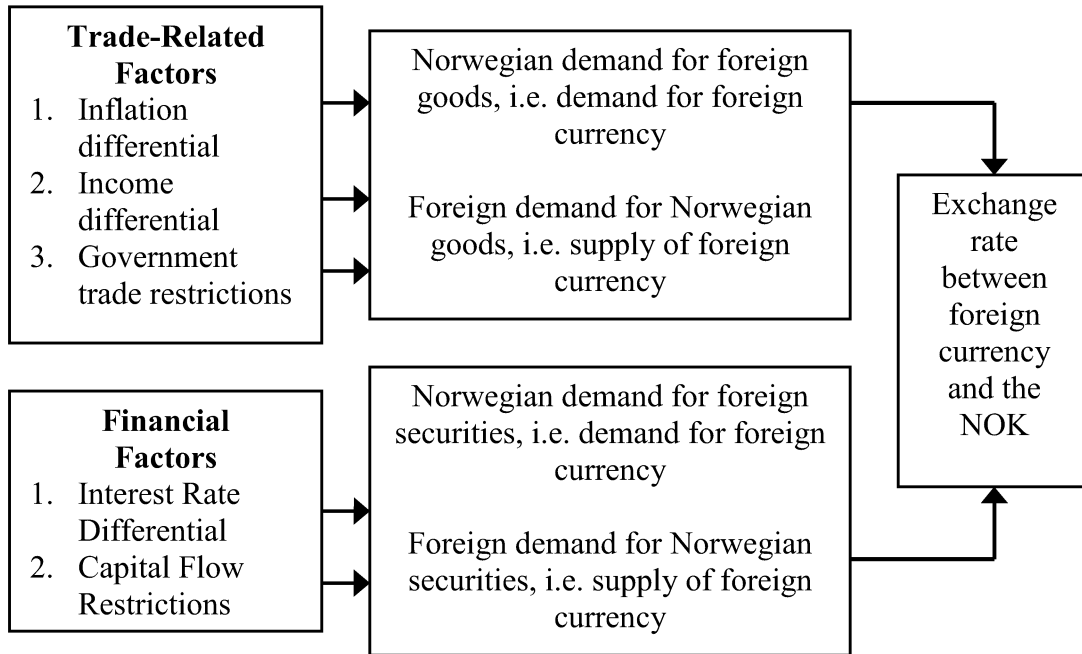 Trade-Related
Factors
1. Inflation
differential
2. Income
differential
3. Government
trade restrictions
Norwegian demand for foreign
goods, i.e. demand for foreign
currency
Foreign demand for Norwegian
goods, i.e. supply of foreign
currency
Financial
Factors
1. Interest Rate
Differential
2. Capital Flow
Restrictions
Norwegian demand for foreign
securities, i.e. demand for foreign
currency
Foreign demand for Norwegian
securities, i.e. supply of foreign
currency
Exchange
rate
between
foreign
currency
and the
NOK